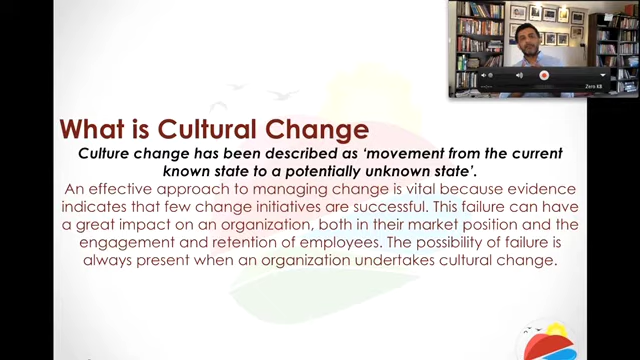 What is Cultural Change
Culture change has been described as ‘movement from the current
known state to a potentially unknown state’.
An effective approach to managing change is vital because evidence
indicates that few change initiatives are successful. This failure can have
a great impact on an organization, both in their market position and the
engagement and retention of employees. The possibility of failure is
always present when an organization undertakes cultural change.